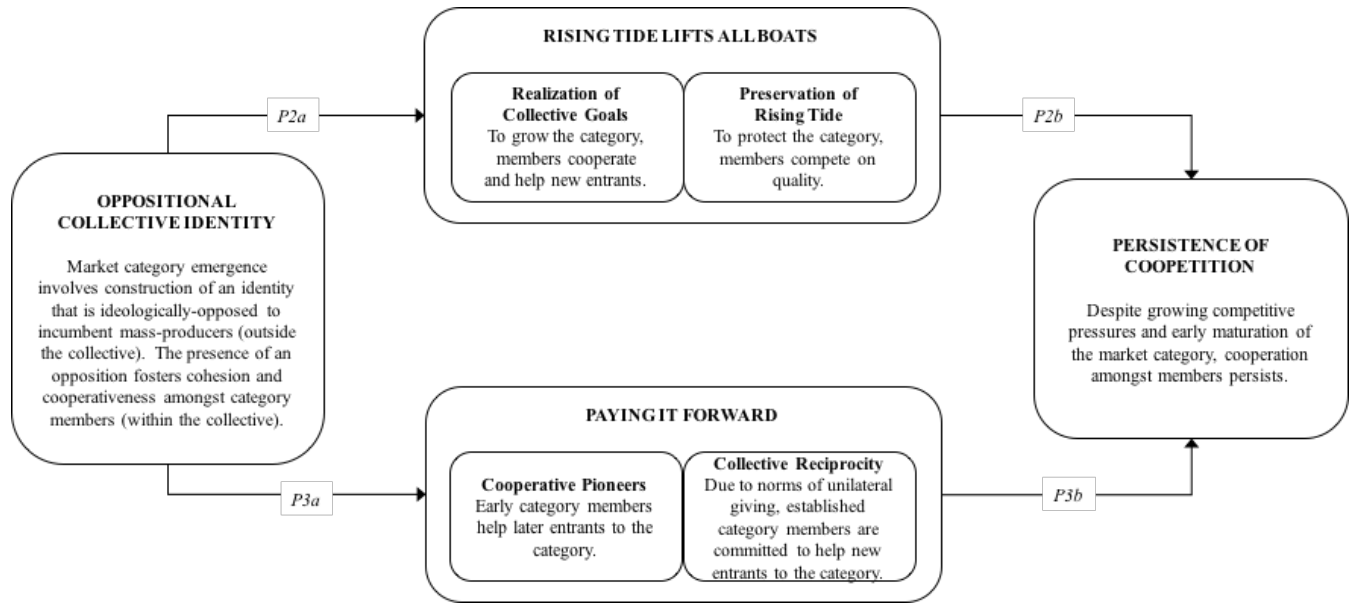 RISING TIDE LIFTS ALL BOATS
Realization of
Collective Goals
To grow the category,
members cooperate
and help new entrants.
Preservation of
Rising Tide
To protect the category,
members compete on
quality.
P2a
P2b
OPPOSITIONAL
COLLECTIVE IDENTITY
Market category emergence
involves construction of an identity
that is ideologically-opposed to
incumbent mass-producers (outside
the collective). The presence of an
opposition fosters cohesion and
cooperativeness amongst category
members (within the collective).
PERSISTENCE OF
COOPETITION
Despite growing competitive
pressures and early maturation of
the market category, cooperation
amongst members persists.
P3a
P3b
PAYING IT FORWARD
Cooperative Pioneers
Early category members
help later entrants to the
category.
Collective Reciprocity
Due to norms of unilateral
giving, established
category members are
committed to help new
entrants to the category.